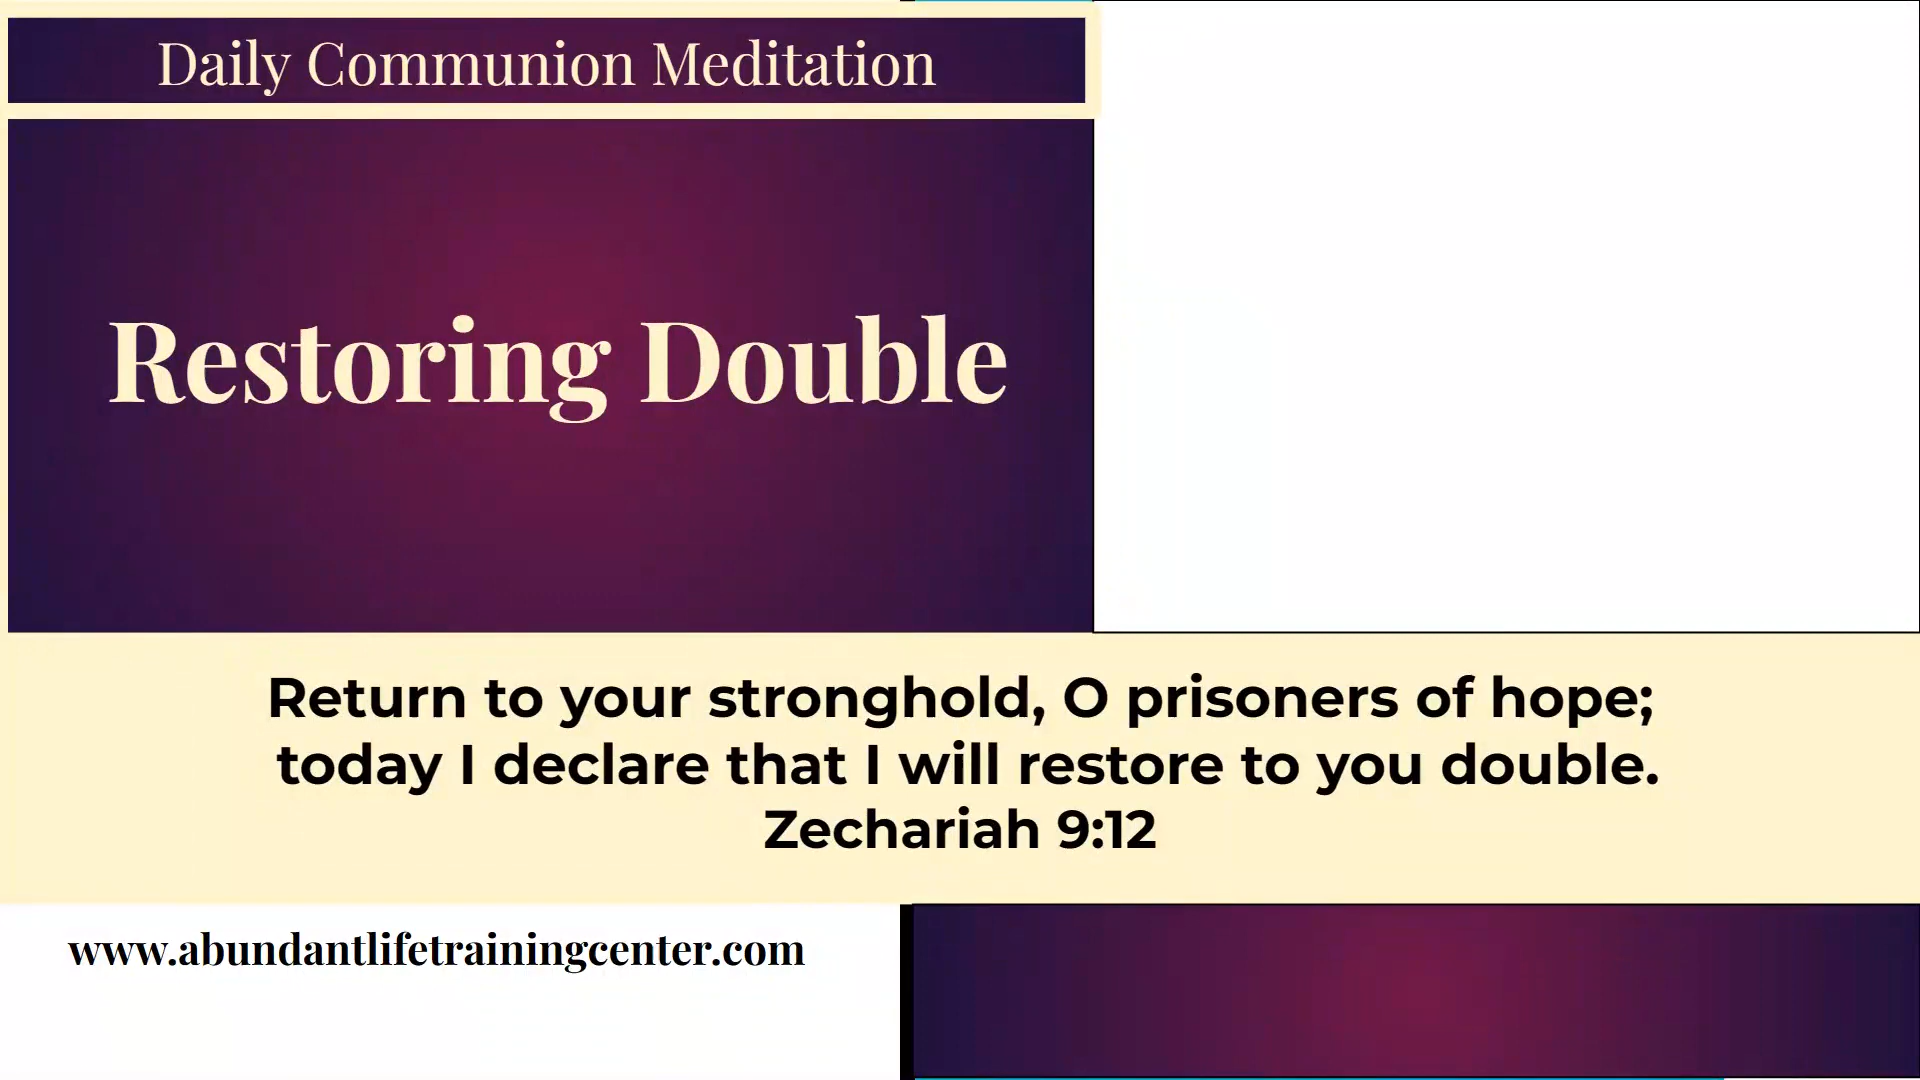 Daily Communion Meditation
Restoring Double
Return to your stronghold, O prisoners of hope;
today I declare that I will restore to you double.
Zechariah 9:12
www.abundantlifetrainingcenter.com